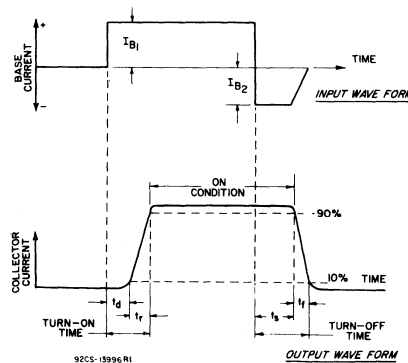 +
BASE
CURRENT
-
IB1
IB2
TIME
INPUT WAVE FORM
COLLECTOR
CURRENT
ON
CONDITION
90%
10%
TIME
td
tr
ts
tf
TURN-ON
TIME
TURN-OFF
TIME
92CS-13996R1
OUTPUT WAVE FORM